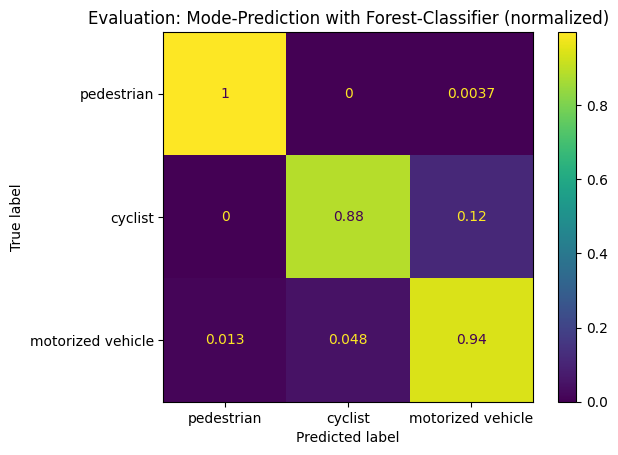 Evaluation: Mode-Prediction with Forest-Classifier (normalized)
pedestrian 1 0 0.0037
cyclist 0 0.88 0.12
motorized vehicle 0.013 0.048 0.94
pedestrian cyclist motorized vehicle
Predicted label
True label
0.8
0.6
0.4
0.2
0.0